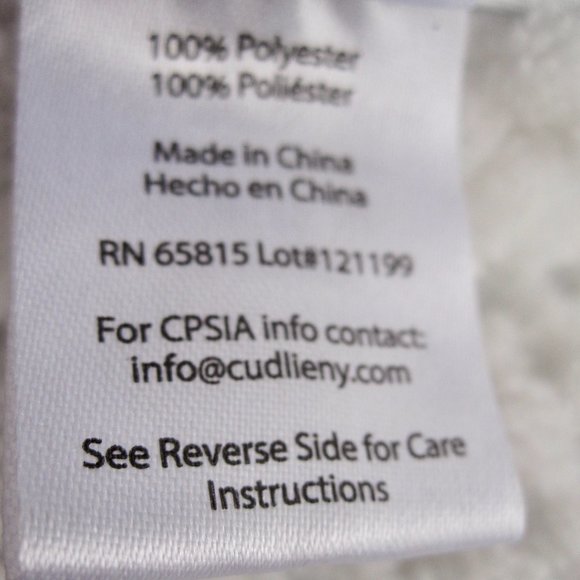 100% Polyester
100% Poliéster
Made in China
Hecho en China
RN 65815 Lot#121199
For CPSIA info contact:
info@cudlieny.com
See Reverse Side for Care
Instructions